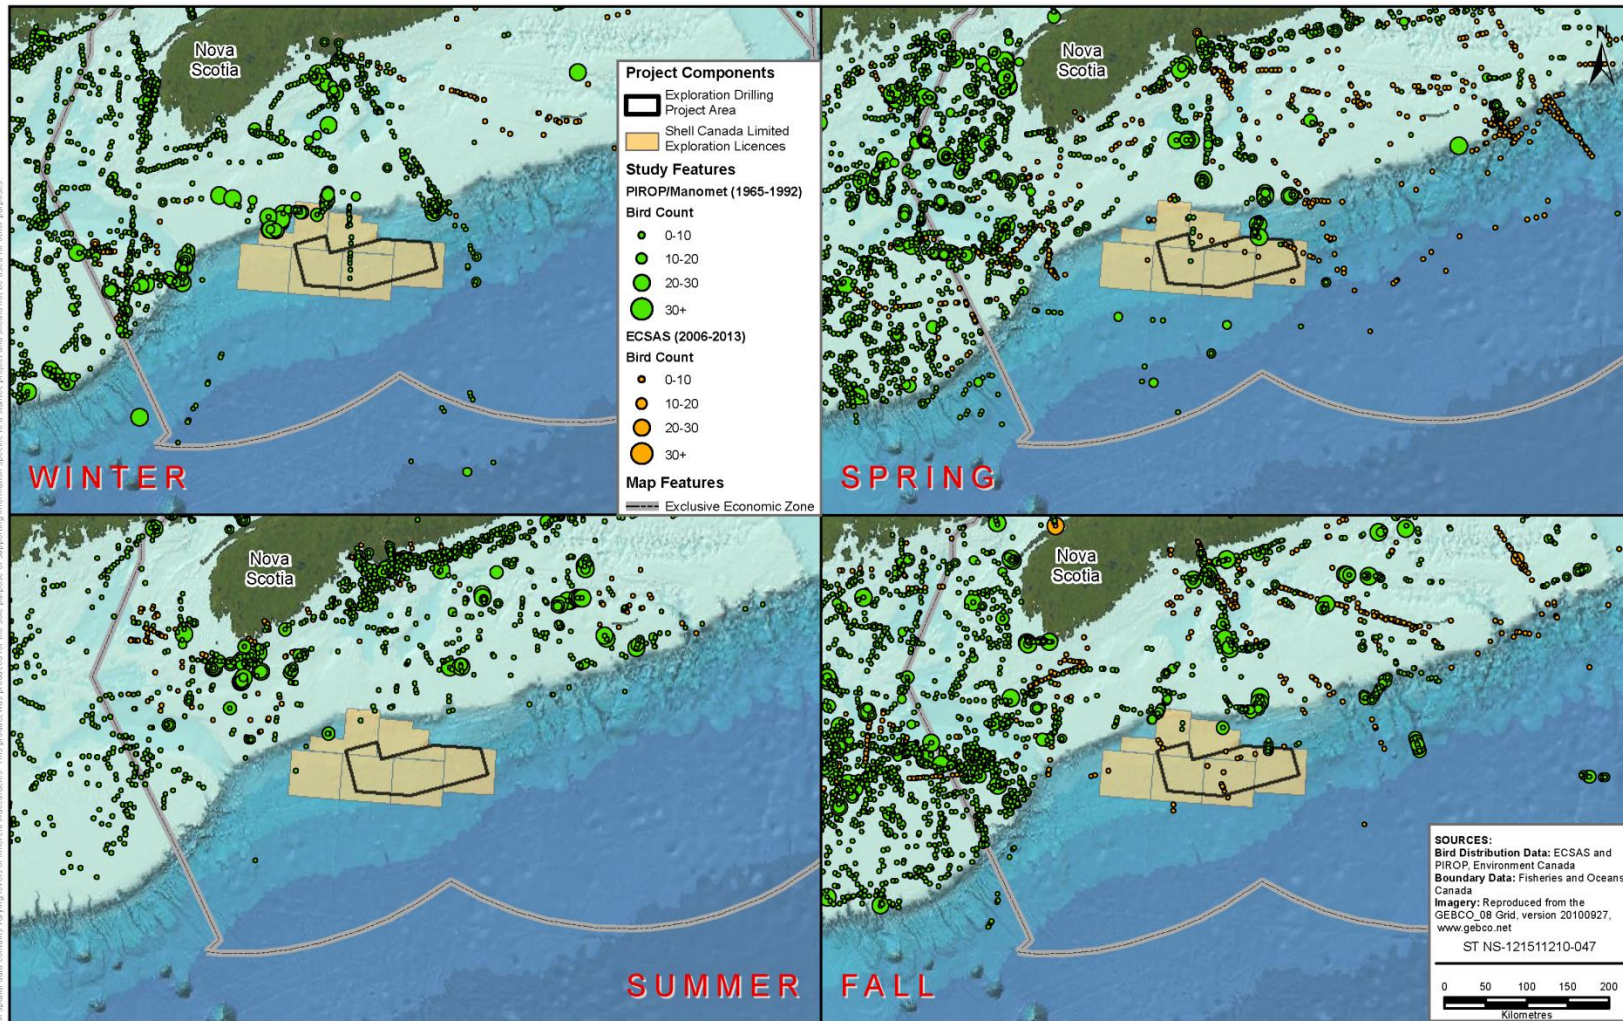 Nova
Scotia
WINTER
Project Components
Exploration Drilling
Project Area
Shell Canada Limited
Exploration Licences
Study Features
PIROP/Manomet (1965-1992)
Bird Count
0-10
10-20
20-30
30+
ECSAS (2006-2013)
Bird Count
0-10
10-20
20-30
30+
Map Features
Exclusive Economic Zone
Nova
Scotia
N
SPRING
Nova
Scotia
SUMMER
Nova
Scotia
FALL
SOURCES:
Bird Distribution Data: ECSAS and
PIROP, Environment Canada
Boundary Data: Fisheries and Oceans
Canada
Imagery: Reproduced from the
GEBCO_08 Grid, version 20100927,
www.gebco.net
ST NS-121511210-047
0 50 100 150 200
Kilometres